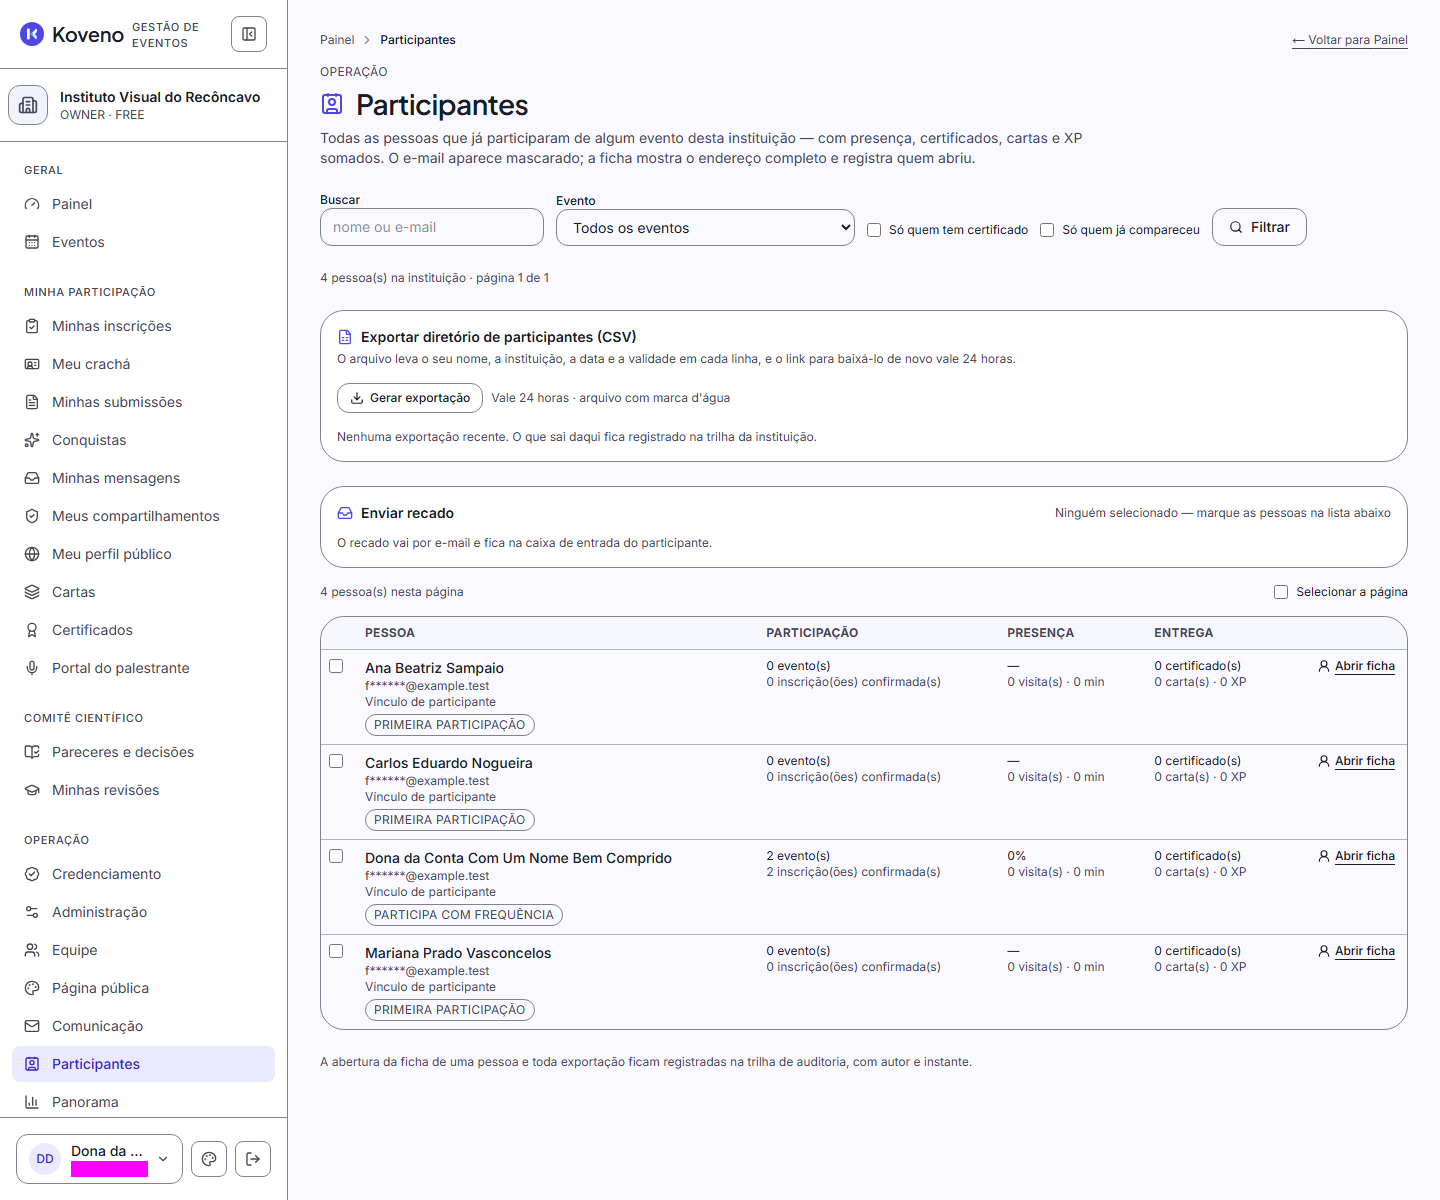 Koveno
GESTÃO DE
EVENTOS
Instituto Visual do Recôncavo
OWNER · FREE
GERAL
Painel
Eventos
MINHA PARTICIPAÇÃO
Minhas inscrições
Meu crachá
Minhas submissões
Conquistas
Minhas mensagens
Meus compartilhamentos
Meu perfil público
Cartas
Certificados
Portal do palestrante
COMITÊ CIENTÍFICO
Pareceres e decisões
Minhas revisões
OPERAÇÃO
Credenciamento
Administração
Equipe
Página pública
Comunicação
Participantes
Panorama
DD
Dona da ...
Painel > Participantes
← Voltar para Painel
OPERAÇÃO
Participantes
Todas as pessoas que já participaram de algum evento desta instituição — com presença, certificados, cartas e XP
somados. O e-mail aparece mascarado; a ficha mostra o endereço completo e registra quem abriu.
Buscar
nome ou e-mail
Evento
Todos os eventos
Só quem tem certificado
Só quem já compareceu
Filtrar
4 pessoa(s) na instituição · página 1 de 1
Exportar diretório de participantes (CSV)
O arquivo leva o seu nome, a instituição, a data e a validade em cada linha, e o link para baixá-lo de novo vale 24 horas.
Gerar exportação
Vale 24 horas · arquivo com marca d'água
Nenhuma exportação recente. O que sai daqui fica registrado na trilha da instituição.
Enviar recado
Ninguém selecionado — marque as pessoas na lista abaixo
O recado vai por e-mail e fica na caixa de entrada do participante.
4 pessoa(s) nesta página
Selecionar a página
PESSOA PARTICIPAÇÃO PRESENÇA ENTREGA
Ana Beatriz Sampaio
f******@example.test
Vínculo de participante
PRIMEIRA PARTICIPAÇÃO
0 evento(s)
0 inscrição(ões) confirmada(s)
—
0 visita(s) · 0 min
0 certificado(s)
0 carta(s) · 0 XP
Abrir ficha
Carlos Eduardo Nogueira
f******@example.test
Vínculo de participante
PRIMEIRA PARTICIPAÇÃO
0 evento(s)
0 inscrição(ões) confirmada(s)
—
0 visita(s) · 0 min
0 certificado(s)
0 carta(s) · 0 XP
Abrir ficha
Dona da Conta Com Um Nome Bem Comprido
f******@example.test
Vínculo de participante
PARTICIPA COM FREQUÊNCIA
2 evento(s)
2 inscrição(ões) confirmada(s)
0%
0 visita(s) · 0 min
0 certificado(s)
0 carta(s) · 0 XP
Abrir ficha
Mariana Prado Vasconcelos
f******@example.test
Vínculo de participante
PRIMEIRA PARTICIPAÇÃO
0 evento(s)
0 inscrição(ões) confirmada(s)
—
0 visita(s) · 0 min
0 certificado(s)
0 carta(s) · 0 XP
Abrir ficha
A abertura da ficha de uma pessoa e toda exportação ficam registradas na trilha de auditoria, com autor e instante.